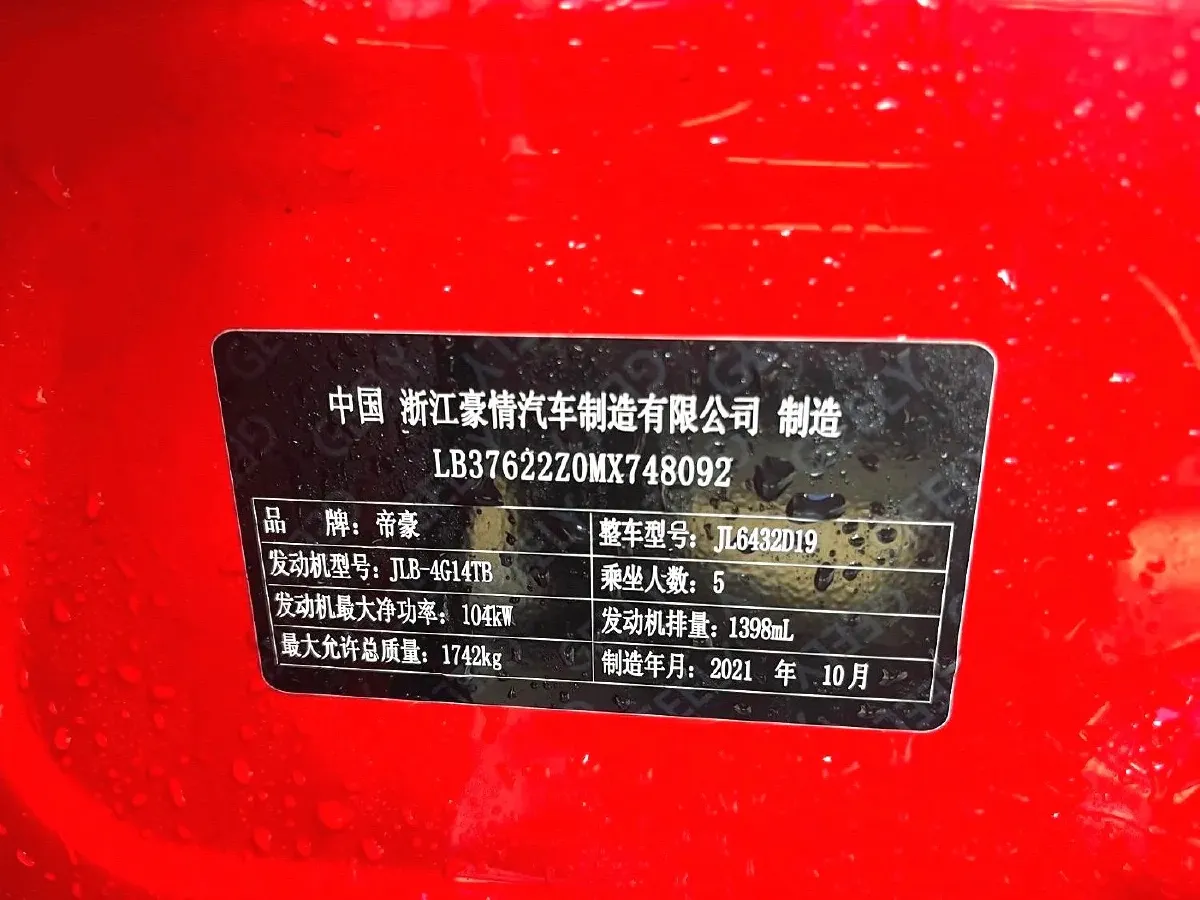 中国 浙江豪情汽车制造有限公司 制造
LB37622Z0MX748092
品 牌：帝豪 整车型号：JL6432D19
发动机型号：JLB-4G14TB 乘坐人数：5
发动机最大净功率：104kW 发动机排量：1398mL
最大允许总质量：1742kg 制造年月：2021 年 10月